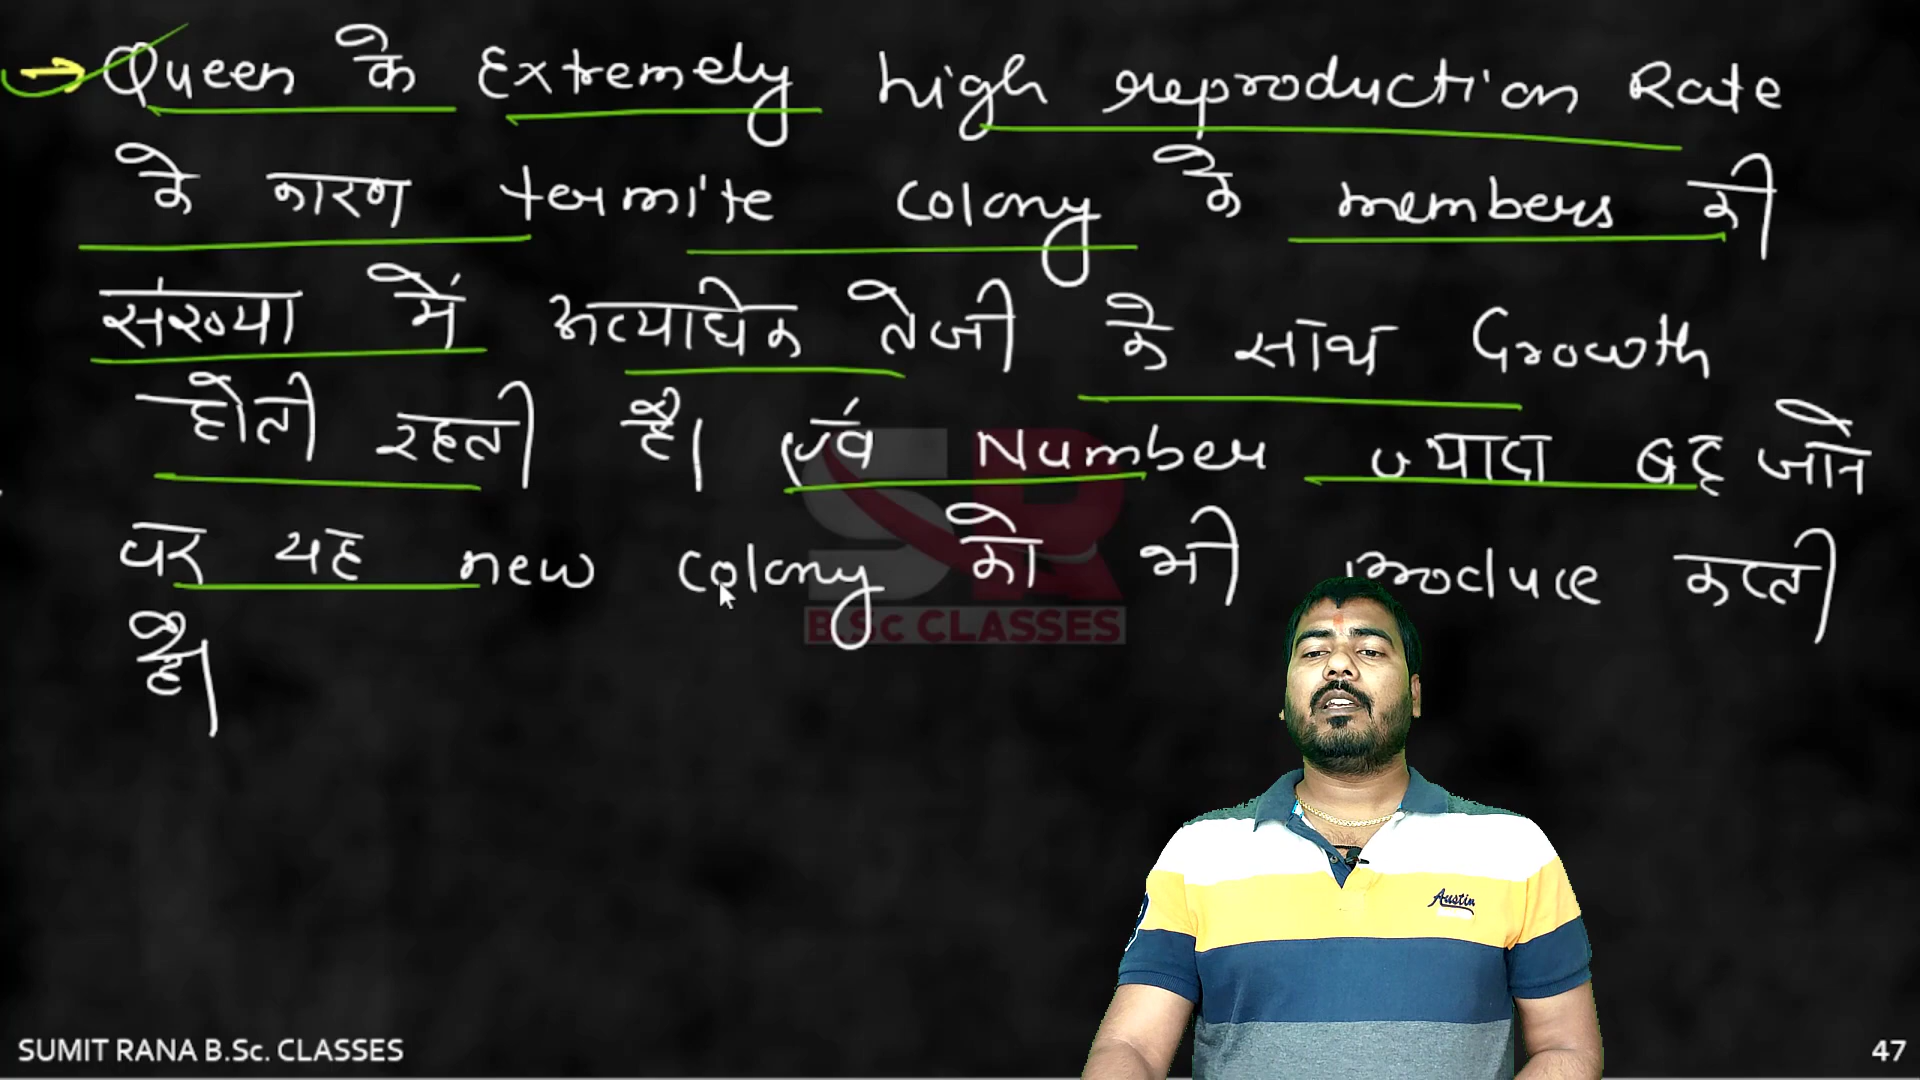 → Queen के Extremely high reproduction Rate
के कारण termite colony के members की
संख्या में अत्याधिक तेजी के साथ Growth
होती रहती है। एवं Number ज्यादा बढ़ जाने
पर यह new colony को भी produce करती
है।
SR
B.Sc CLASSES
Austin
SUMIT RANA B.Sc. CLASSES
47